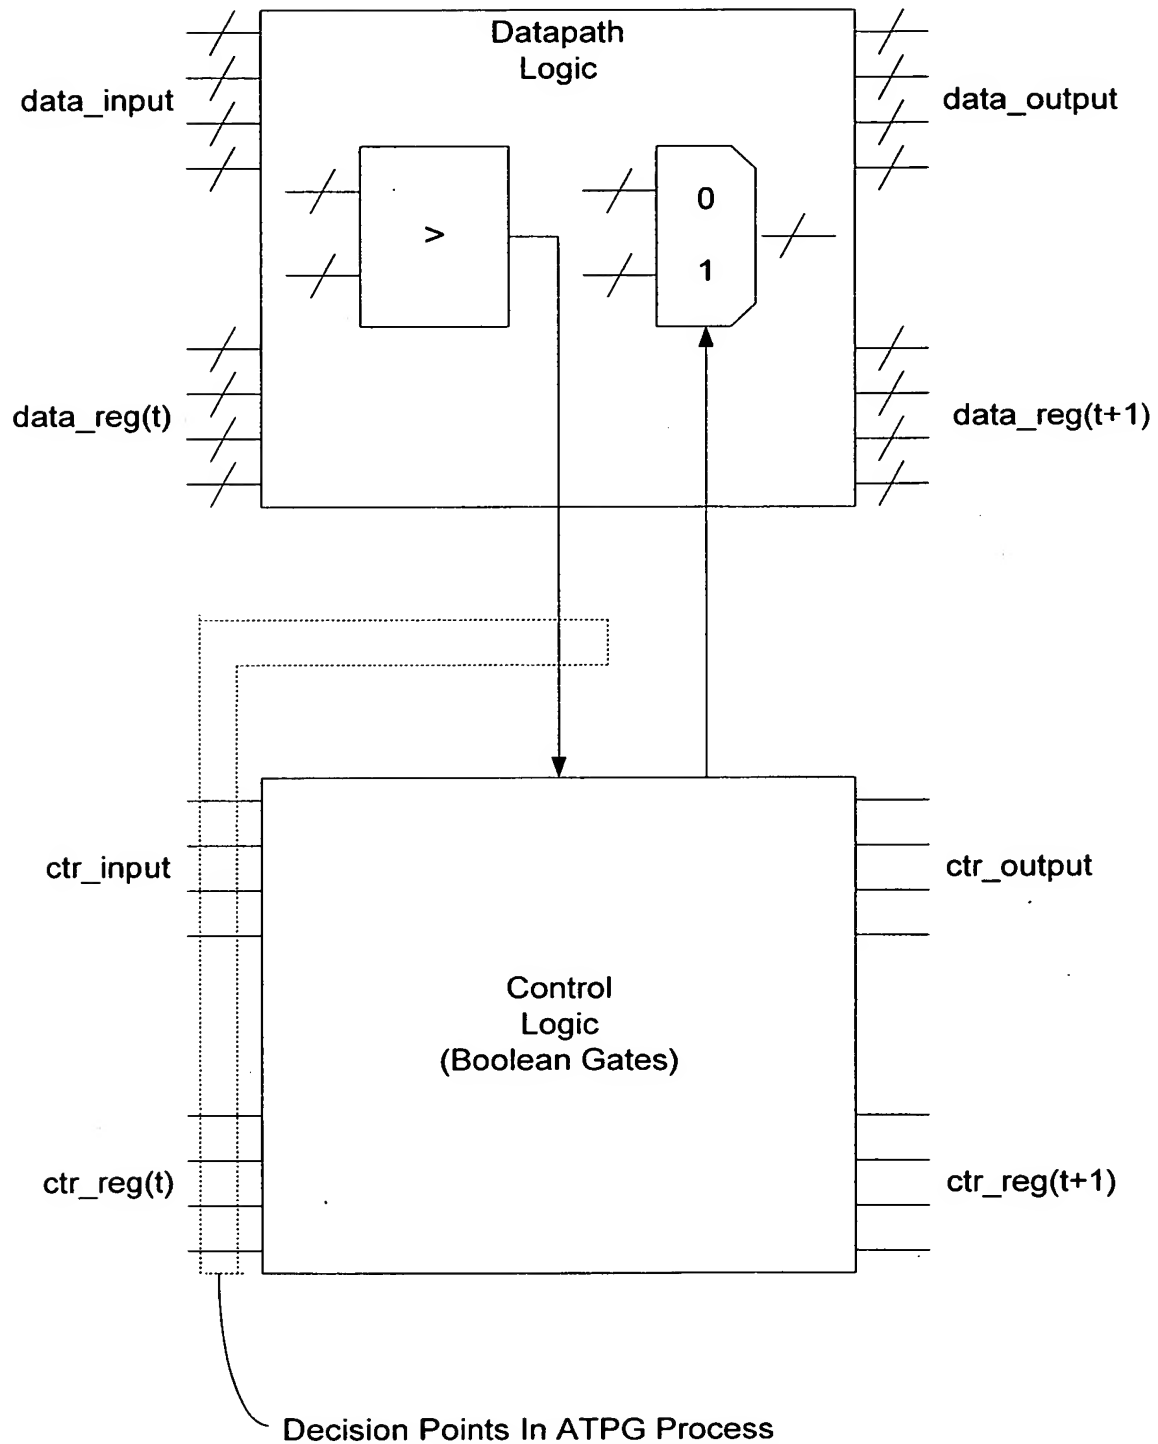 Datapath
Logic
data_input
data_output
>
0
1
data_reg(t)
data_reg(t+1)
ctr_input
ctr_output
Control
Logic
(Boolean Gates)
ctr_reg(t)
ctr_reg(t+1)
Decision Points In ATPG Process